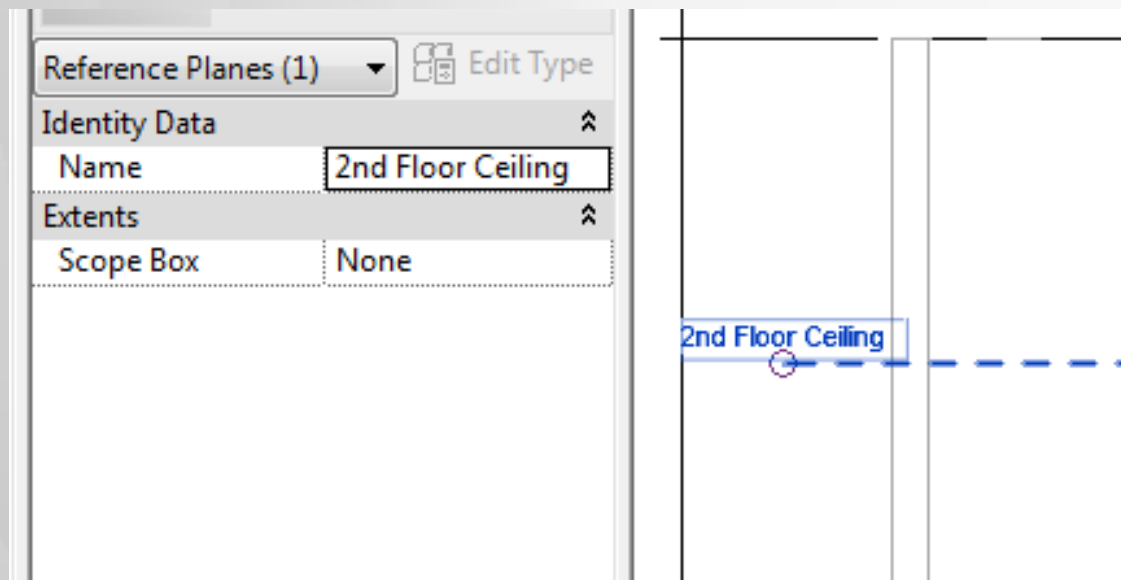 Reference Planes (1)
Edit Type
Identity Data
Name
2nd Floor Ceiling
Extents
Scope Box
None
2nd Floor Ceiling